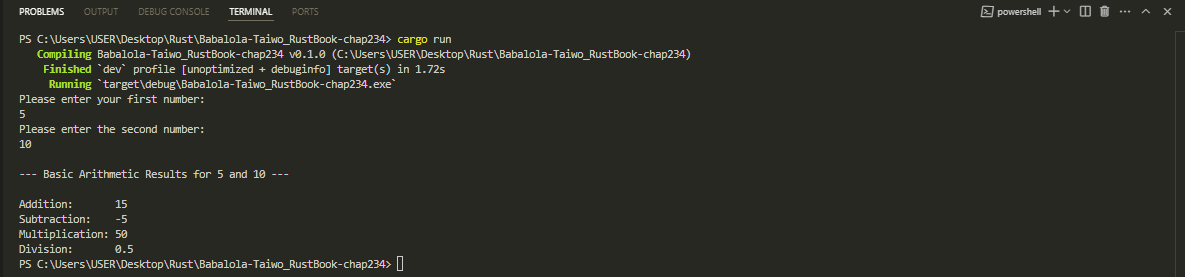 PROBLEMS OUTPUT DEBUG CONSOLE TERMINAL PORTS powershell
PS C:\Users\USER\Desktop\Rust\Babalola-Taiwo_RustBook-chap234> cargo run
Compiling Babalola-Taiwo_RustBook-chap234 v0.1.0 (C:\Users\USER\Desktop\Rust\Babalola-Taiwo_RustBook-chap234)
Finished `dev` profile [unoptimized + debuginfo] target(s) in 1.72s
Running `target\debug\Babalola-Taiwo_RustBook-chap234.exe`
Please enter your first number:
5
Please enter the second number:
10
--- Basic Arithmetic Results for 5 and 10 ---
Addition: 15
Subtraction: -5
Multiplication: 50
Division: 0.5
PS C:\Users\USER\Desktop\Rust\Babalola-Taiwo_RustBook-chap234>